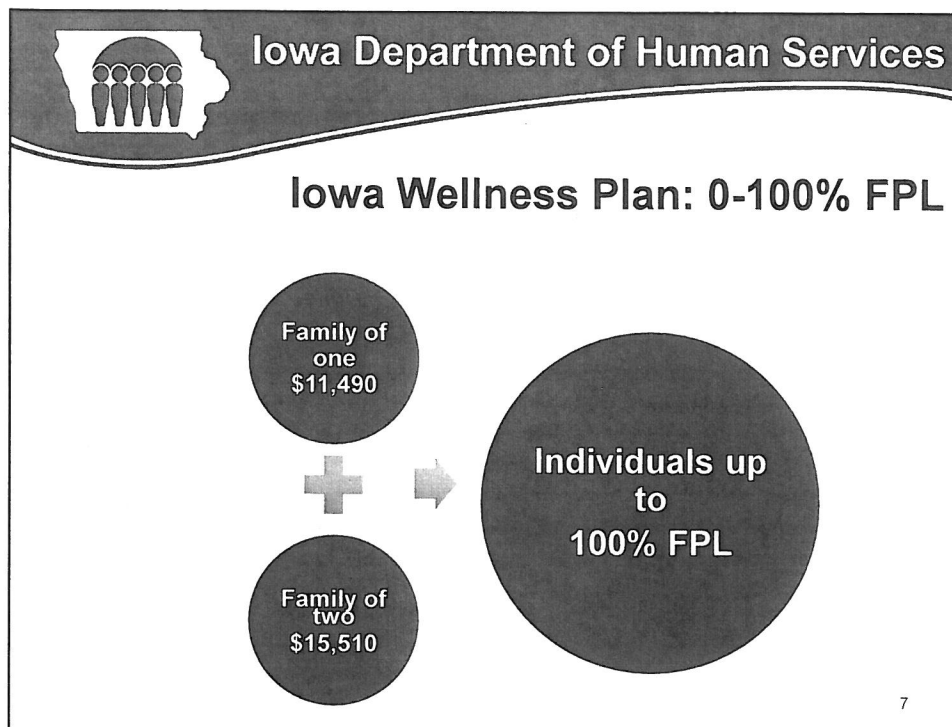 Iowa Department of Human Services
Iowa Wellness Plan: 0-100% FPL
Family of
one
$11,490
Individuals up
to
100% FPL
Family of
two
$15,510
7